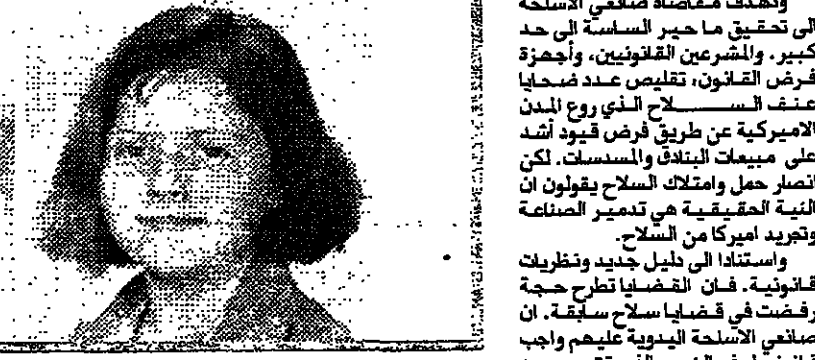 وتهدف مقاضاة صانعي الاسلحة
الى تحقيق ما حير الساسة الى حد
كبير. والمشرعين القانونيين، وأجهزة
فرض القانون، تقليص عدد ضحايا
عنف الســــــلاح الذي روع المدن
الاميركية عن طريق فرض قيود أشد
على مبيعات البنادق والمسدسات. لكن
انصار حمل وامتلاك السلاح يقولون ان
النية الحقيقية هي تدمير الصناعة
وتجريد اميركا من السلاح.
واستنادا الى دليل جديد ونظريات
قانونية، فان القضايا تطرح حجة
رفضت في قضايا سلاح سابقة، ان
صانعي الاسلحة اليدوية عليهم واجب